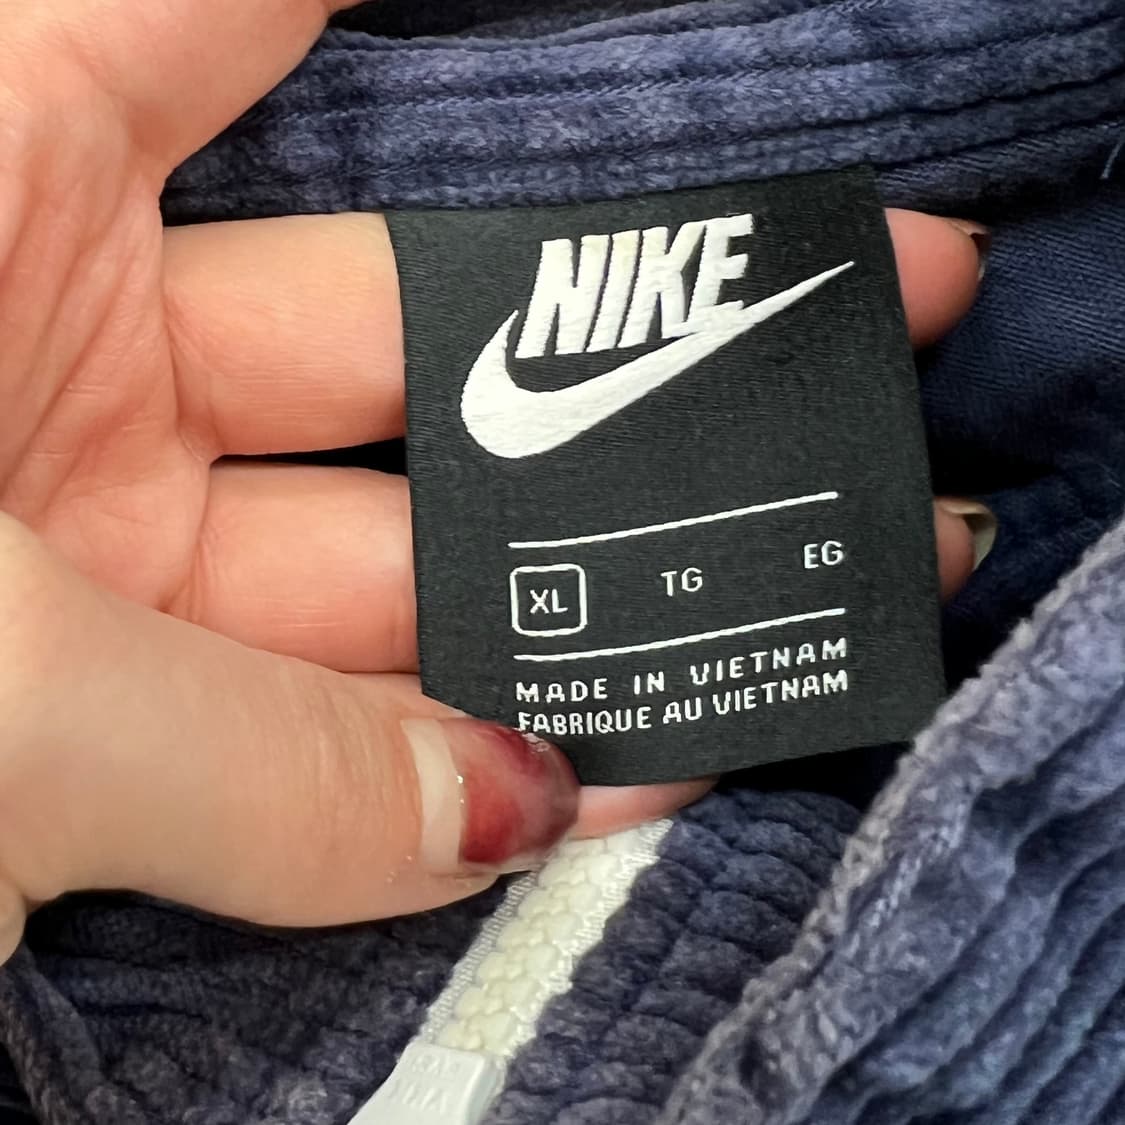 NIKE
XL TG EG
MADE IN VIETNAM
FABRIQUE AU VIETNAM